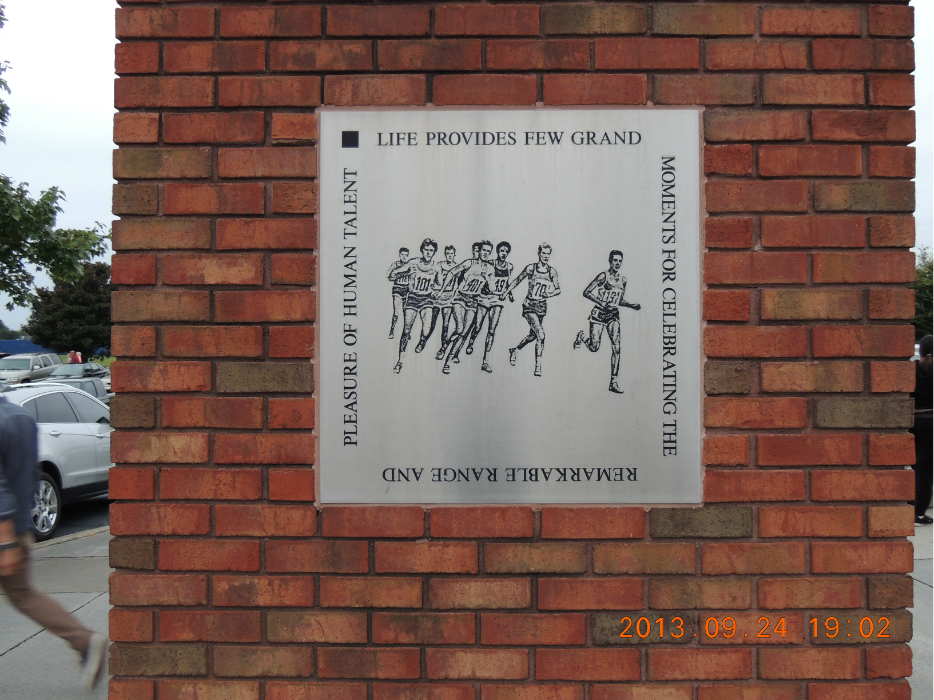 LIFE PROVIDES FEW GRAND
MOMENTS FOR CELEBRATING THE
REMARKABLE RANGE AND
PLEASURE OF HUMAN TALENT
101
70
2013.09.24 19:02